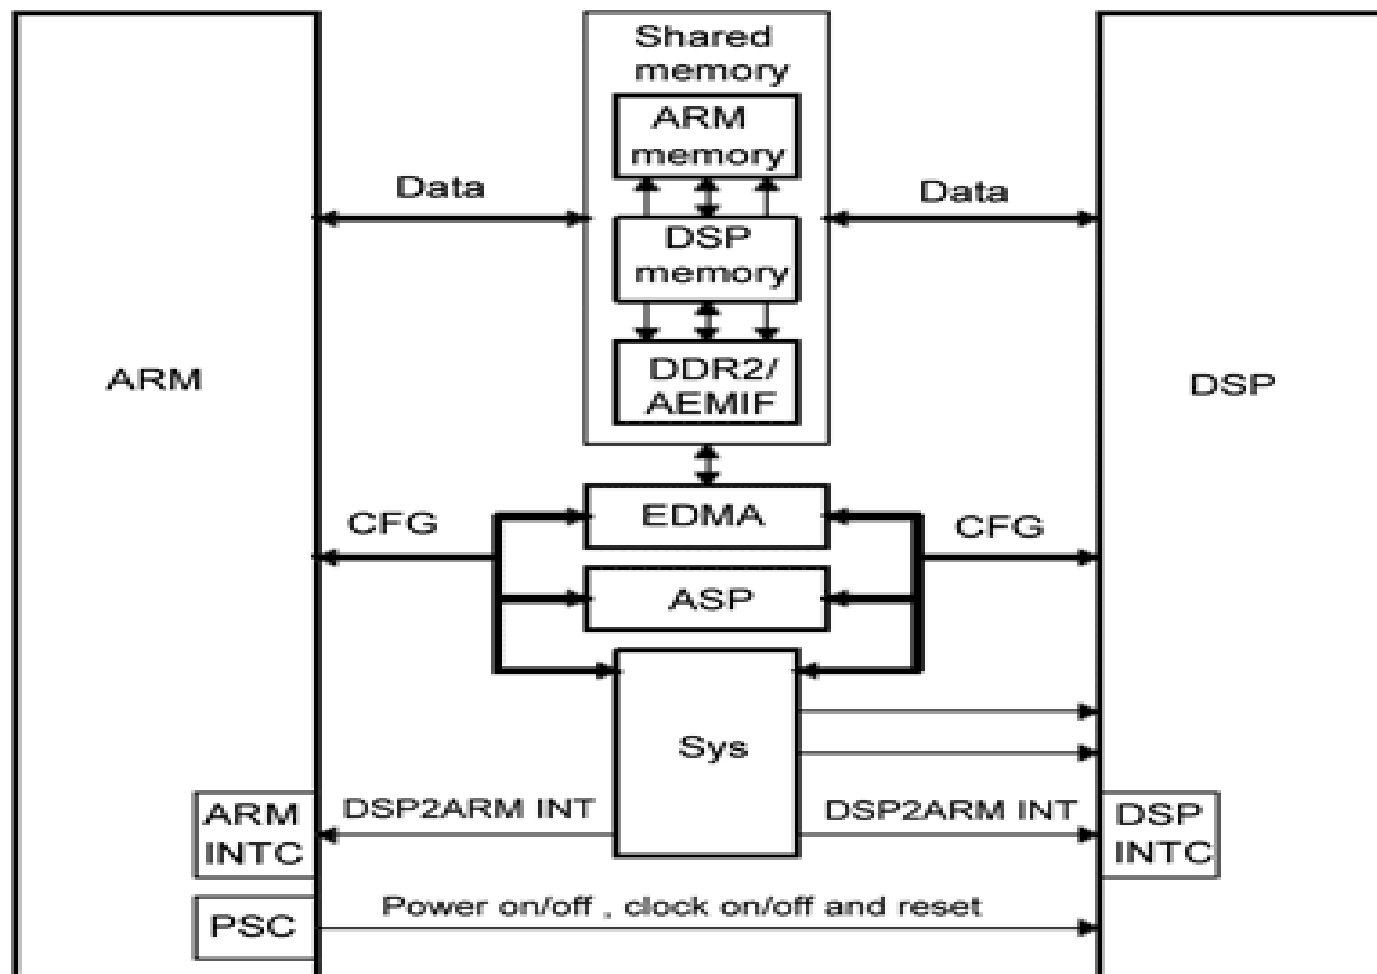 Shared
memory
ARM
memory
Data
Data
DSP
memory
DDR2/
AEMIF
ARM
DSP
CFG
EDMA
CFG
ASP
Sys
DSP2ARM INT
DSP2ARM INT
ARM
INTC
DSP
INTC
PSC
Power on/off , clock on/off and reset